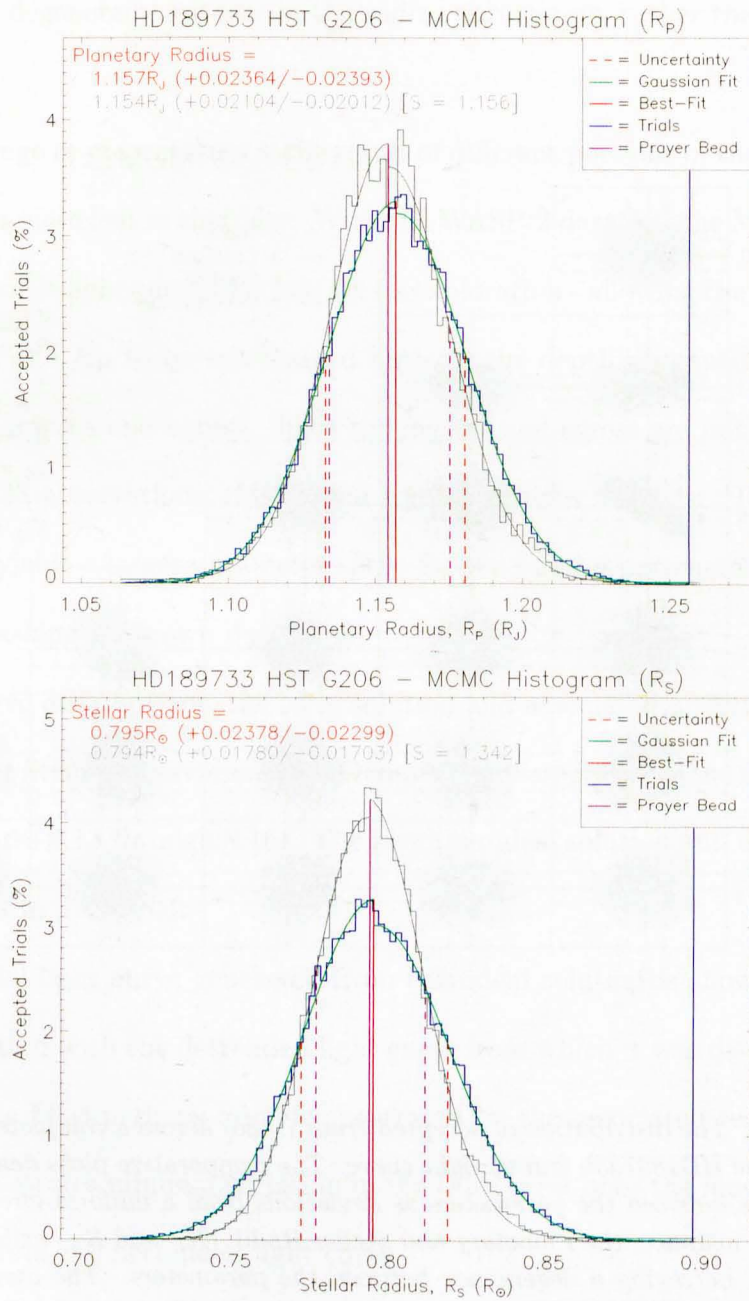 HD189733 HST G206 – MCMC Histogram (R_P)
Planetary Radius =
1.157R_J (+0.02364/−0.02393)
1.154R_J (+0.02104/−0.02012) [S = 1.156]
= Uncertainty
= Gaussian Fit
= Best-Fit
= Trials
= Prayer Bead
Accepted Trials (%)
4
3
2
1
0
1.05 1.10 1.15 1.20 1.25
Planetary Radius, R_P (R_J)
HD189733 HST G206 – MCMC Histogram (R_S)
Stellar Radius =
0.795R_⊙ (+0.02378/−0.02299)
0.794R_⊙ (+0.01780/−0.01703) [S = 1.342]
= Uncertainty
= Gaussian Fit
= Best-Fit
= Trials
= Prayer Bead
Accepted Trials (%)
5
4
3
2
1
0
0.70 0.75 0.80 0.85 0.90
Stellar Radius, R_S (R_⊙)